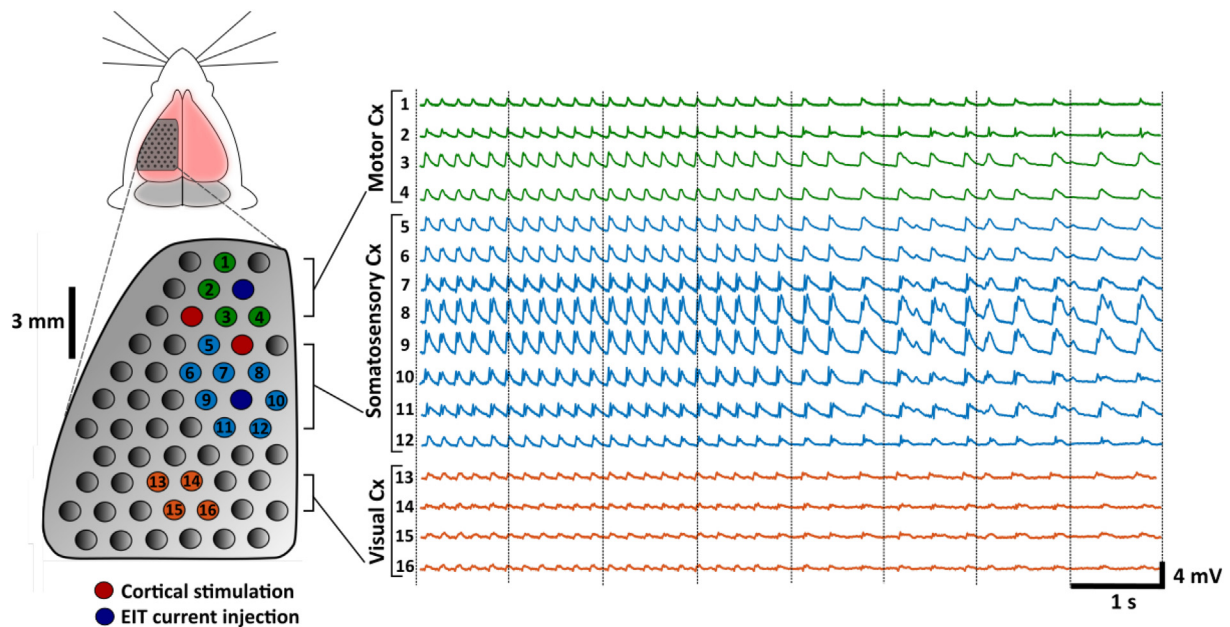 Motor Cx
1
2
3
4
Somatosensory Cx
5
6
7
8
9
10
11
12
Visual Cx
13
14
15
16
4 mV
1 s
3 mm
1
2
3 4
5
6 7 8
9 10
11 12
13 14
15 16
Cortical stimulation
EIT current injection